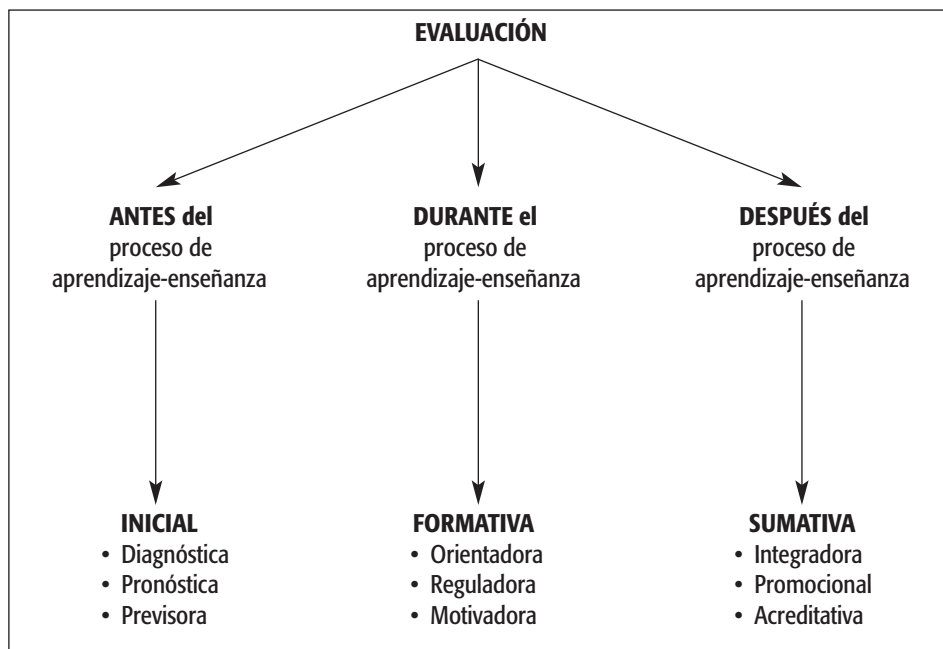 EVALUACIÓN
ANTES del
proceso de
aprendizaje-enseñanza
DURANTE el
proceso de
aprendizaje-enseñanza
DESPUÉS del
proceso de
aprendizaje-enseñanza
INICIAL
• Diagnóstica
• Pronóstica
• Previsora
FORMATIVA
• Orientadora
• Reguladora
• Motivadora
SUMATIVA
• Integradora
• Promocional
• Acreditativa